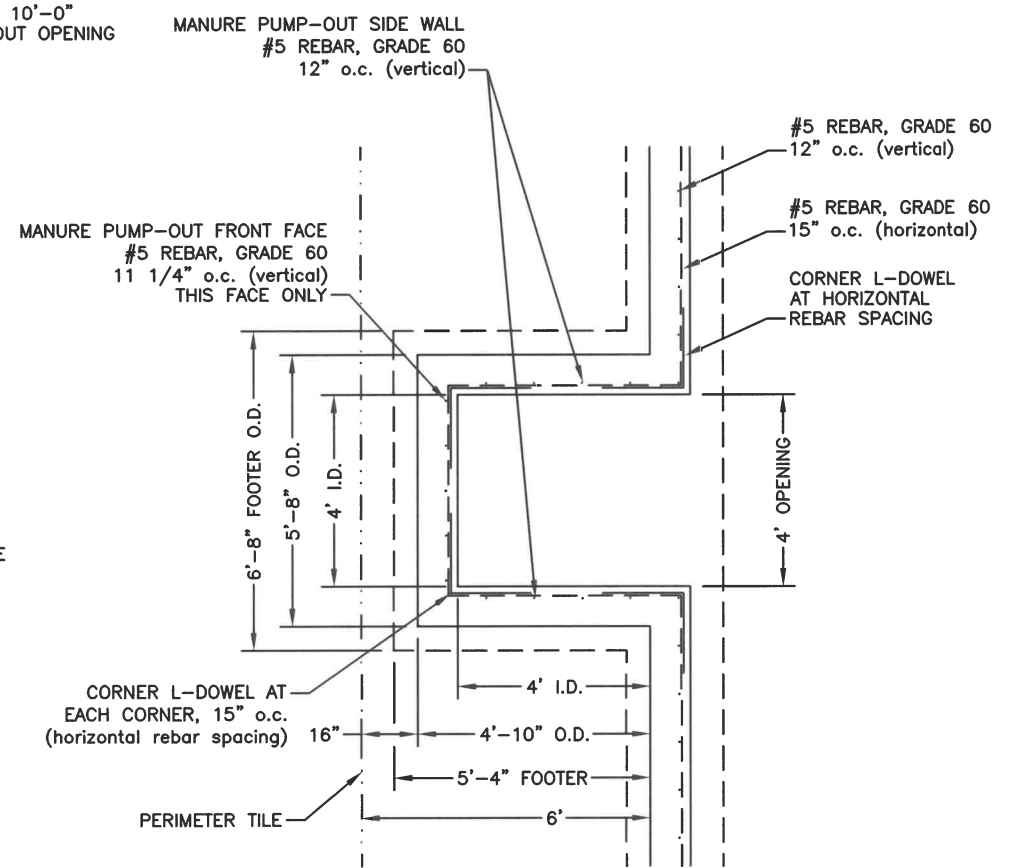 10'-0"
OUT OPENING
MANURE PUMP-OUT SIDE WALL
#5 REBAR, GRADE 60
12" o.c. (vertical)
#5 REBAR, GRADE 60
12" o.c. (vertical)
#5 REBAR, GRADE 60
15" o.c. (horizontal)
CORNER L-DOWEL
AT HORIZONTAL
REBAR SPACING
MANURE PUMP-OUT FRONT FACE
#5 REBAR, GRADE 60
11 1/4" o.c. (vertical)
THIS FACE ONLY
6'-8" FOOTER O.D.
5'-8" O.D.
4' I.D.
4' OPENING
E
4' I.D.
CORNER L-DOWEL AT
EACH CORNER, 15" o.c.
(horizontal rebar spacing)
16"
4'-10" O.D.
5'-4" FOOTER
6'
PERIMETER TILE